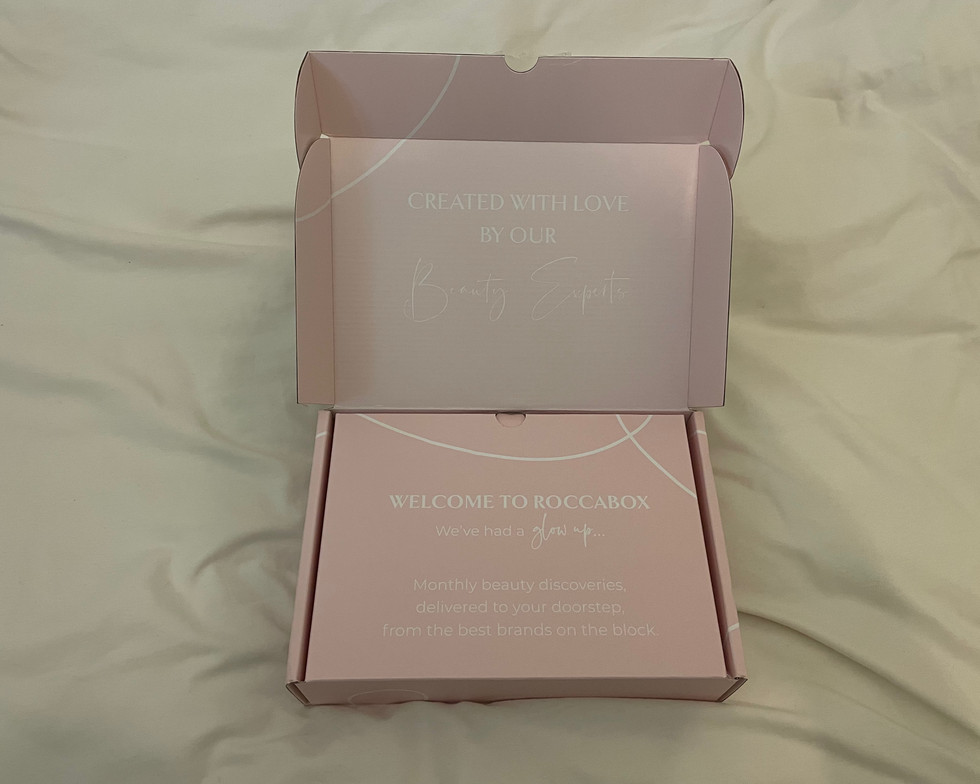 CREATED WITH LOVE
BY OUR
Beauty Experts
WELCOME TO ROCCABOX
We've had a glow up...
Monthly beauty discoveries,
delivered to your doorstep,
from the best brands on the block.